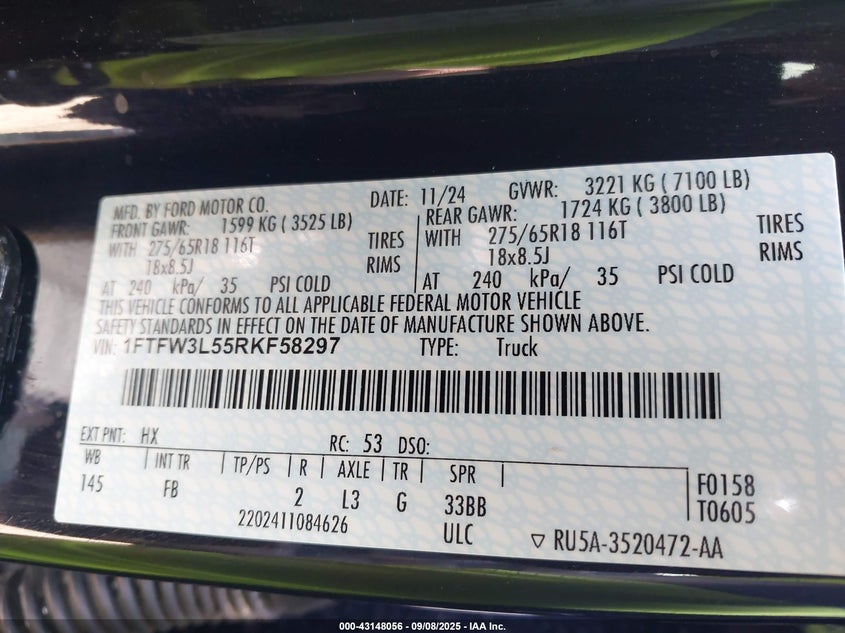 MFD. BY FORD MOTOR CO. DATE: 11/24 GVWR: 3221 KG ( 7100 LB)
FRONT GAWR: 1599 KG ( 3525 LB) REAR GAWR: 1724 KG ( 3800 LB)
WITH 275/65R18 116T TIRES WITH 275/65R18 116T TIRES
18x8.5J RIMS 18x8.5J RIMS
AT 240 kPa/ 35 PSI COLD AT 240 kPa/ 35 PSI COLD
THIS VEHICLE CONFORMS TO ALL APPLICABLE FEDERAL MOTOR VEHICLE
SAFETY STANDARDS IN EFFECT ON THE DATE OF MANUFACTURE SHOWN ABOVE.
VIN: 1FTFW3L55RKF58297 TYPE: Truck
EXT PNT: HX RC: 53 DSO:
WB INT TR TP/PS R AXLE TR SPR
145 FB 2 L3 G 33BB
F0158
T0605
2202411084626 ULC
▽ RU5A-3520472-AA
000-43148056 - 09/08/2025 - IAA Inc.